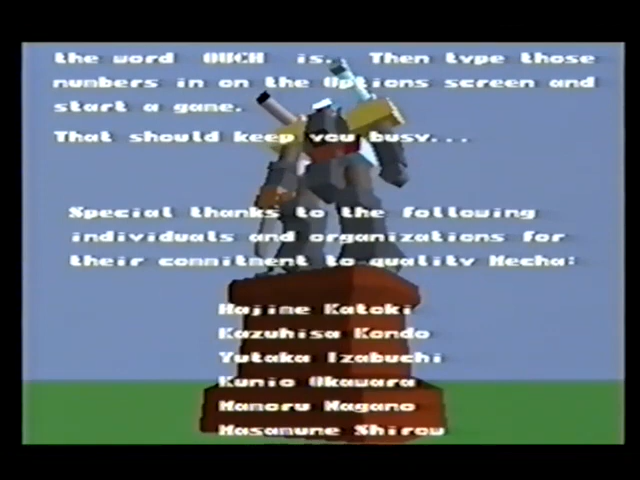 the word OUCH is. Then type those
numbers in on the Options screen and
start a game.
That should keep you busy...
Special thanks to the following
individuals and organizations for
their commitment to quality Mecha:
Hajime Katoki
Kazuhisa Kondo
Yutaka Izabuchi
Kunio Okawara
Mamoru Nagano
Masamune Shirow